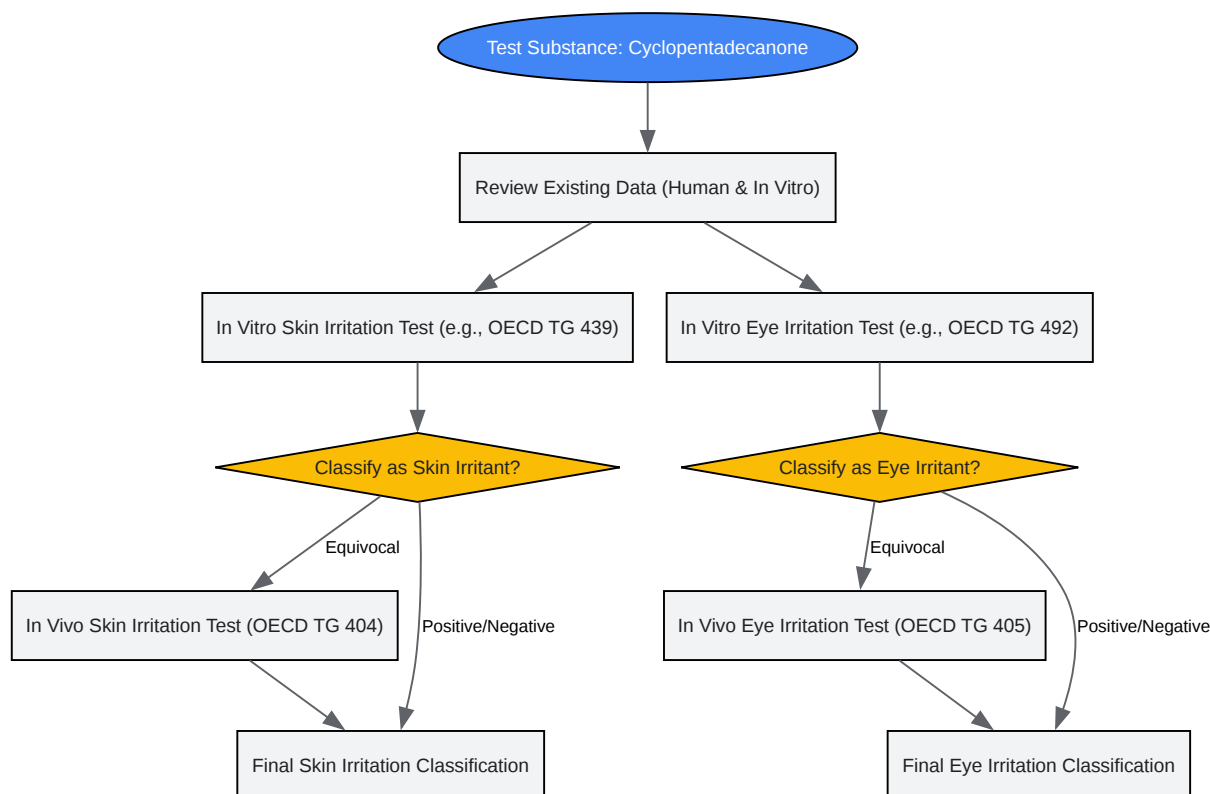 Test Substance: Cyclopentadecanone
Review Existing Data (Human & In Vitro)
In Vitro Skin Irritation Test (e.g., OECD TG 439)
In Vitro Eye Irritation Test (e.g., OECD TG 492)
Classify as Skin Irritant?
Classify as Eye Irritant?
Equivocal
Equivocal
In Vivo Skin Irritation Test (OECD TG 404)
Positive/Negative
In Vivo Eye Irritation Test (OECD TG 405)
Positive/Negative
Final Skin Irritation Classification
Final Eye Irritation Classification